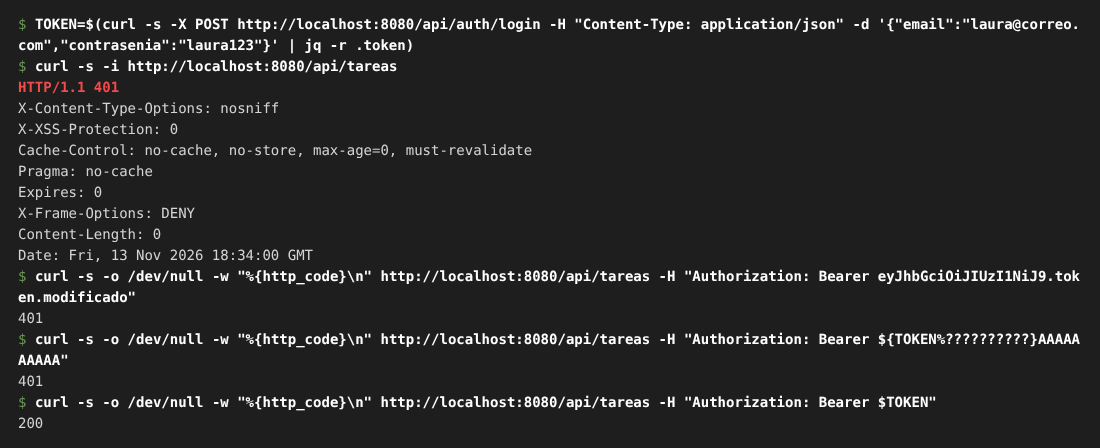 $ TOKEN=$(curl -s -X POST http://localhost:8080/api/auth/login -H "Content-Type: application/json" -d '{"email":"laura@correo.
com","contrasenia":"laura123"}' | jq -r .token)
$ curl -s -i http://localhost:8080/api/tareas
HTTP/1.1 401
X-Content-Type-Options: nosniff
X-XSS-Protection: 0
Cache-Control: no-cache, no-store, max-age=0, must-revalidate
Pragma: no-cache
Expires: 0
X-Frame-Options: DENY
Content-Length: 0
Date: Fri, 13 Nov 2026 18:34:00 GMT
$ curl -s -o /dev/null -w "%{http_code}\n" http://localhost:8080/api/tareas -H "Authorization: Bearer eyJhbGciOiJIUzI1NiJ9.tok
en.modificado"
401
$ curl -s -o /dev/null -w "%{http_code}\n" http://localhost:8080/api/tareas -H "Authorization: Bearer ${TOKEN%??????????}AAAAA
AAAAA"
401
$ curl -s -o /dev/null -w "%{http_code}\n" http://localhost:8080/api/tareas -H "Authorization: Bearer $TOKEN"
200